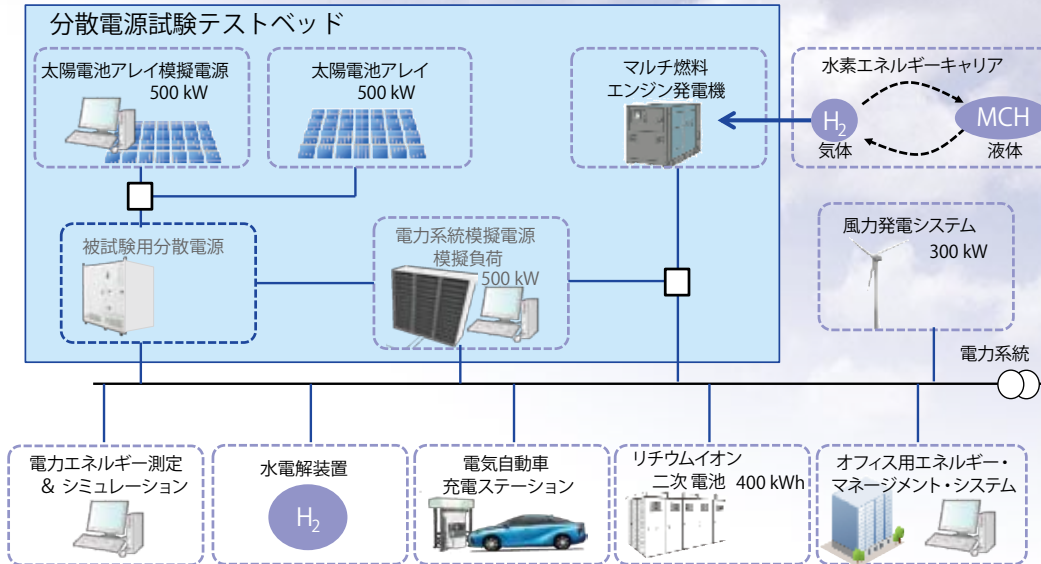 分散電源試験テストベッド
太陽電池アレイ模擬電源
500 kW
太陽電池アレイ
500 kW
マルチ燃料
エンジン発電機
水素エネルギーキャリア
H₂
気体
MCH
液体
被試験用分散電源
電力系統模擬電源
模擬負荷
500 kW
風力発電システム
300 kW
電力系統
電力エネルギー測定
& シミュレーション
水電解装置
H₂
電気自動車
充電ステーション
リチウムイオン
二次電池 400 kWh
オフィス用エネルギー・
マネージメント・システム